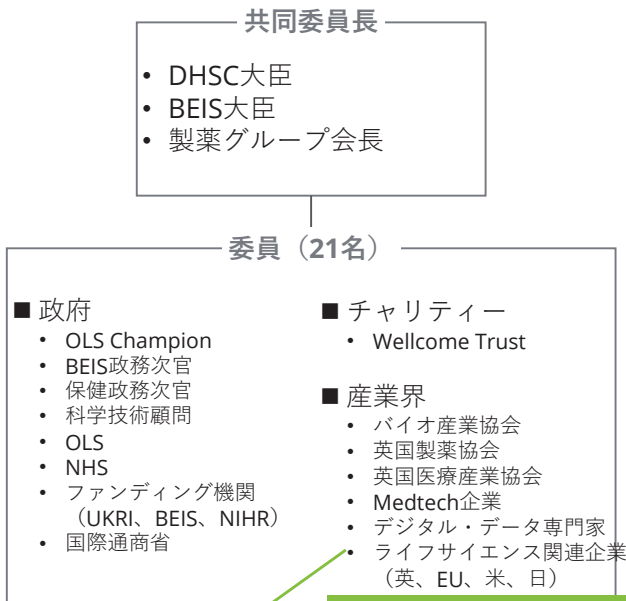 共同委員長
• DHSC大臣
• BEIS大臣
• 製薬グループ会長
委員（21名）
■ 政府
• OLS Champion
• BEIS政務次官
• 保健政務次官
• 科学技術顧問
• OLS
• NHS
• ファンディング機関
（UKRI、BEIS、NIHR）
• 国際通商省
■ チャリティー
• Wellcome Trust
■ 産業界
• バイオ産業協会
• 英国製薬協会
• 英国医療産業協会
• Medtech企業
• デジタル・データ専門家
• ライフサイエンス関連企業
（英、EU、米、日）